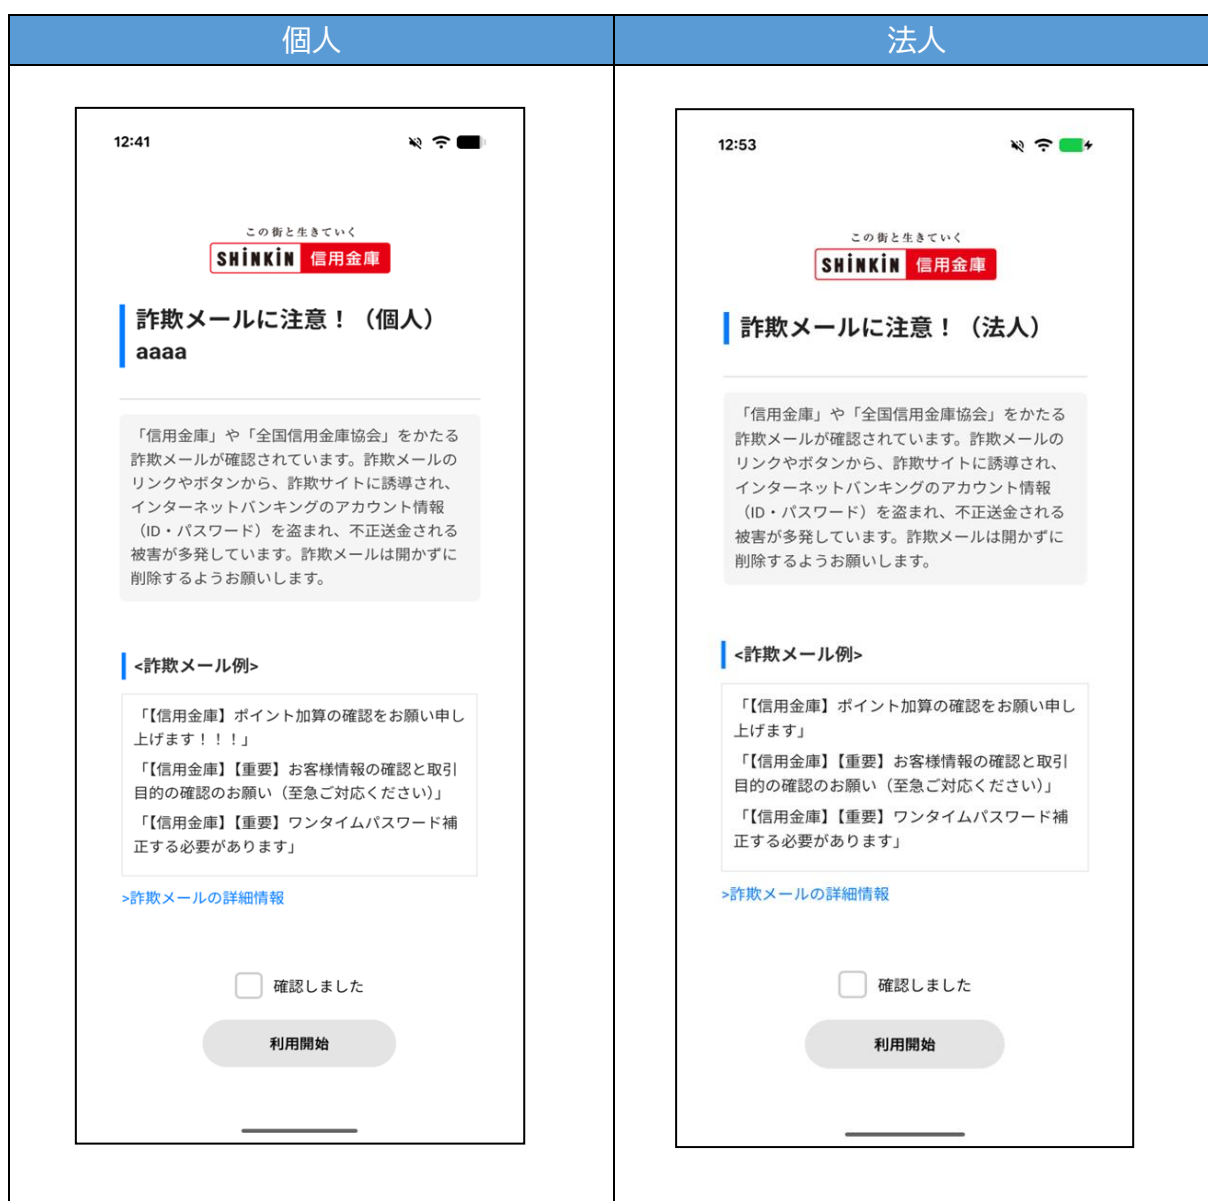 個人
法人
12:41
この街と生きていく
SHiNKiN 信用金庫
詐欺メールに注意！（個人）
aaaa
「信用金庫」や「全国信用金庫協会」をかたる
詐欺メールが確認されています。詐欺メールの
リンクやボタンから、詐欺サイトに誘導され、
インターネットバンキングのアカウント情報
（ID・パスワード）を盗まれ、不正送金される
被害が多発しています。詐欺メールは開かずに
削除するようお願いします。
<詐欺メール例>
「【信用金庫】ポイント加算の確認をお願い申し
上げます！！！」
「【信用金庫】【重要】お客様情報の確認と取引
目的の確認のお願い（至急ご対応ください）」
「【信用金庫】【重要】ワンタイムパスワード補
正する必要があります」
>詐欺メールの詳細情報
確認しました
利用開始
12:53
この街と生きていく
SHiNKiN 信用金庫
詐欺メールに注意！（法人）
「信用金庫」や「全国信用金庫協会」をかたる
詐欺メールが確認されています。詐欺メールの
リンクやボタンから、詐欺サイトに誘導され、
インターネットバンキングのアカウント情報
（ID・パスワード）を盗まれ、不正送金される
被害が多発しています。詐欺メールは開かずに
削除するようお願いします。
<詐欺メール例>
「【信用金庫】ポイント加算の確認をお願い申し
上げます」
「【信用金庫】【重要】お客様情報の確認と取引
目的の確認のお願い（至急ご対応ください）」
「【信用金庫】【重要】ワンタイムパスワード補
正する必要があります」
>詐欺メールの詳細情報
確認しました
利用開始